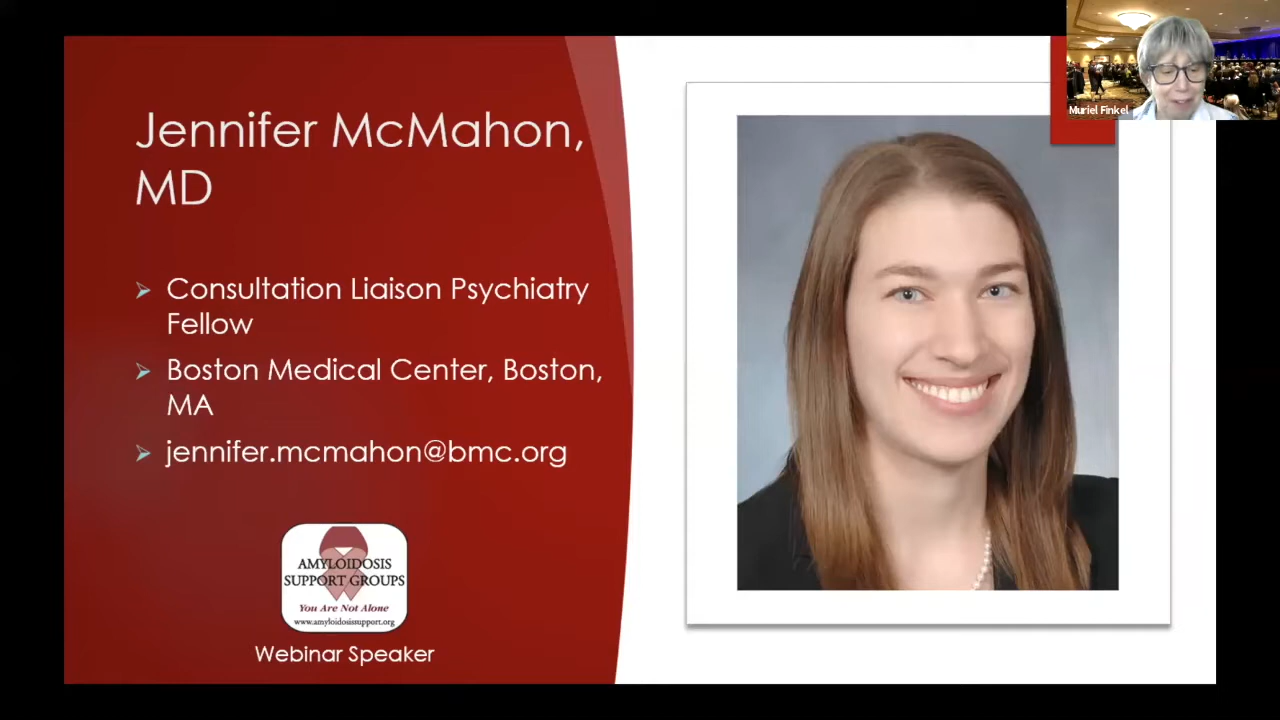 Jennifer McMahon,
MD
Consultation Liaison Psychiatry
Fellow
Boston Medical Center, Boston,
MA
jennifer.mcmahon@bmc.org
AMYLOIDOSIS
SUPPORT GROUPS
You Are Not Alone
www.amyloidosissupport.org
Webinar Speaker
Muriel Finkel